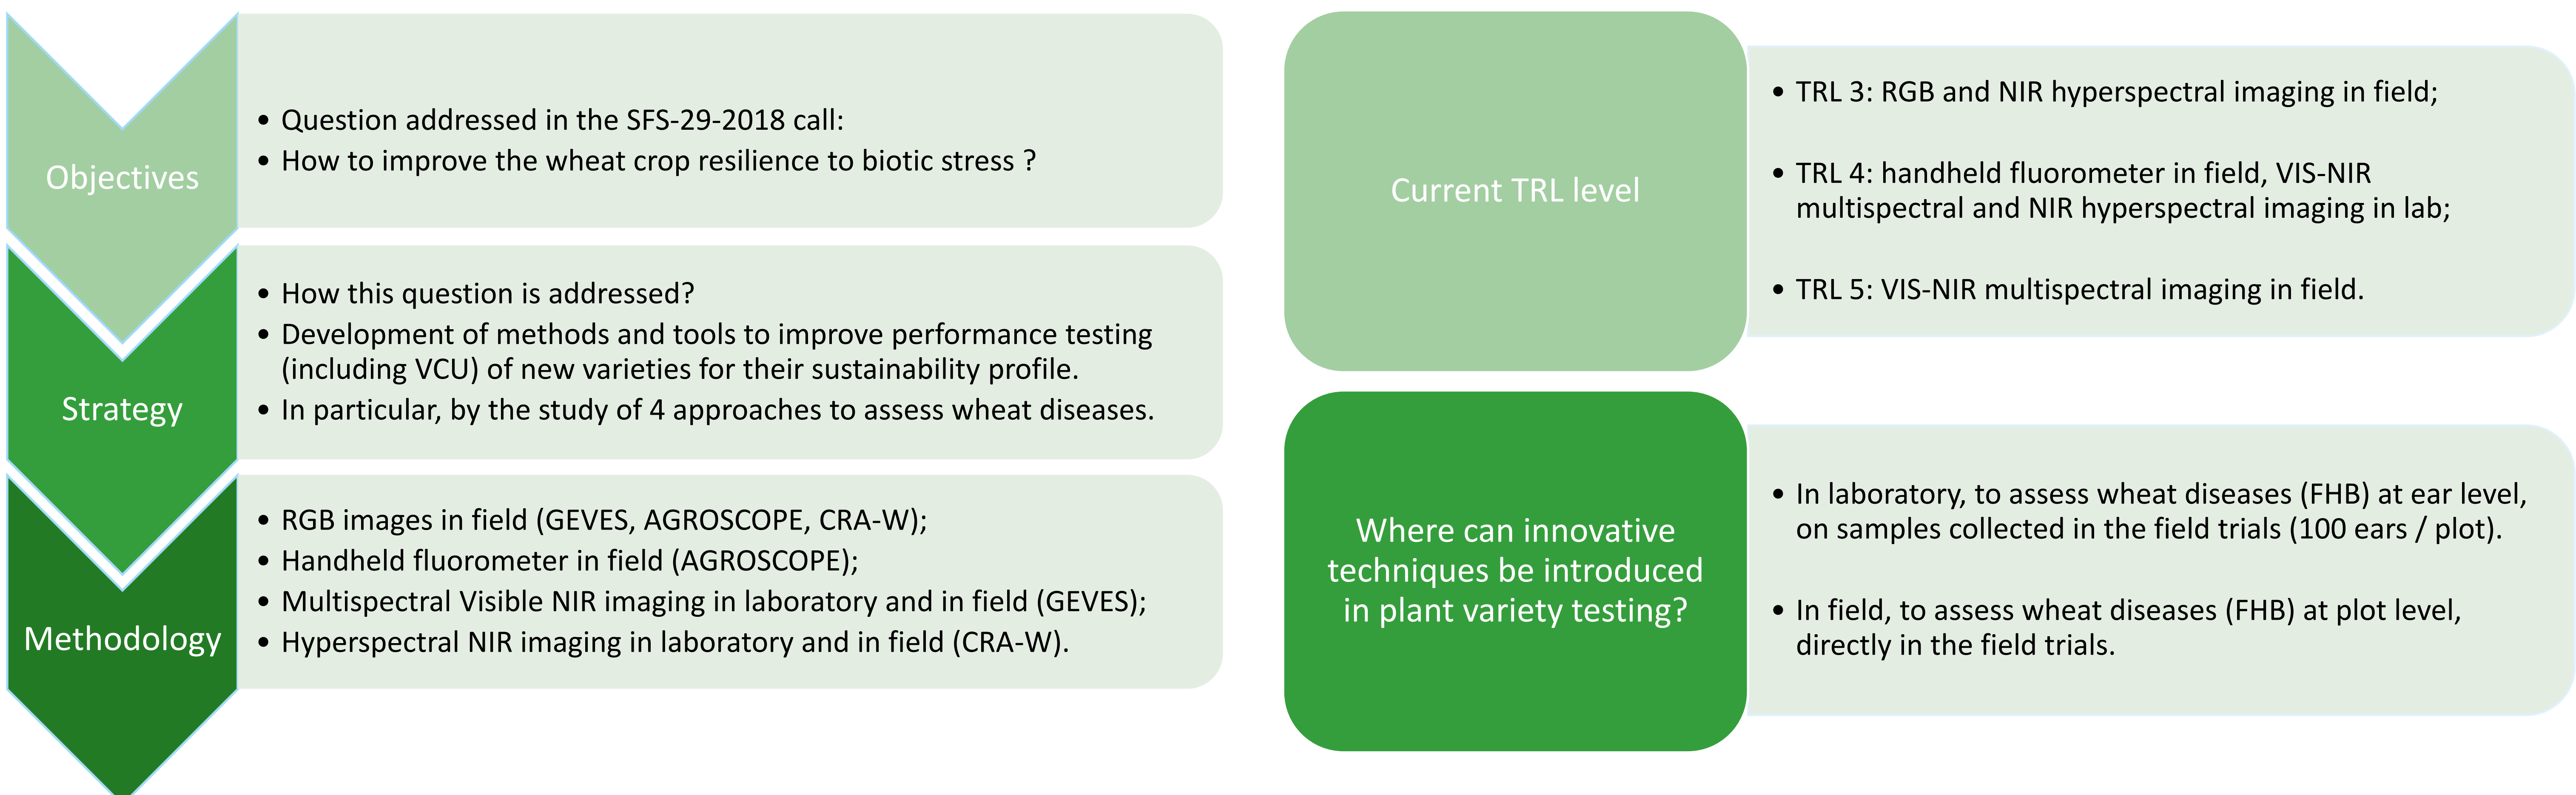 Objectives
• Question addressed in the SFS-29-2018 call:
• How to improve the wheat crop resilience to biotic stress ?
Strategy
• How this question is addressed?
• Development of methods and tools to improve performance testing
(including VCU) of new varieties for their sustainability profile.
• In particular, by the study of 4 approaches to assess wheat diseases.
Methodology
• RGB images in field (GEVES, AGROSCOPE, CRA-W);
• Handheld fluorometer in field (AGROSCOPE);
• Multispectral Visible NIR imaging in laboratory and in field (GEVES);
• Hyperspectral NIR imaging in laboratory and in field (CRA-W).
Current TRL level
• TRL 3: RGB and NIR hyperspectral imaging in field;
• TRL 4: handheld fluorometer in field, VIS-NIR
multispectral and NIR hyperspectral imaging in lab;
• TRL 5: VIS-NIR multispectral imaging in field.
Where can innovative
techniques be introduced
in plant variety testing?
• In laboratory, to assess wheat diseases (FHB) at ear level,
on samples collected in the field trials (100 ears / plot).
• In field, to assess wheat diseases (FHB) at plot level,
directly in the field trials.